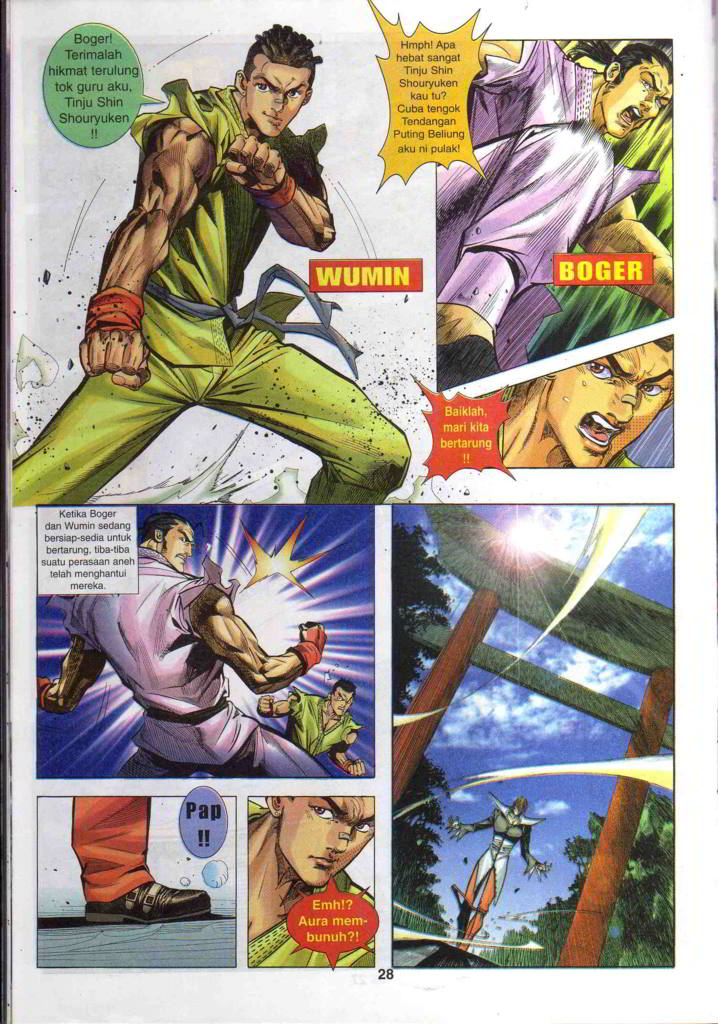 Boger!
Terimalah
hikmat terulung
tok guru aku,
Tinju Shin
Shouryuken
!!
Hmph! Apa
hebat sangat
Tinju Shin
Shouryuken
kau tu?
Cuba tengok
Tendangan
Puting Beliung
aku ni pulak!
WUMIN
BOGER
Baiklah,
mari kita
bertarung
!!
Ketika Boger
dan Wumin sedang
bersiap-sedia untuk
bertarung, tiba-tiba
suatu perasaan aneh
telah menghantui
mereka.
Pap
!!
Emh!?
Aura mem-
bunuh?!
28